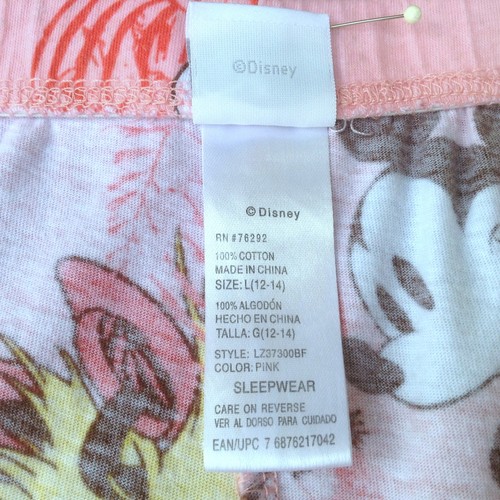 ©Disney
©Disney
RN #76292
100% COTTON
MADE IN CHINA
SIZE: L(12-14)
100% ALGODÓN
HECHO EN CHINA
TALLA: G(12-14)
STYLE: LZ37300BF
COLOR: PINK
SLEEPWEAR
CARE ON REVERSE
VER AL DORSO PARA CUIDADO
EAN/UPC 7 6876217042